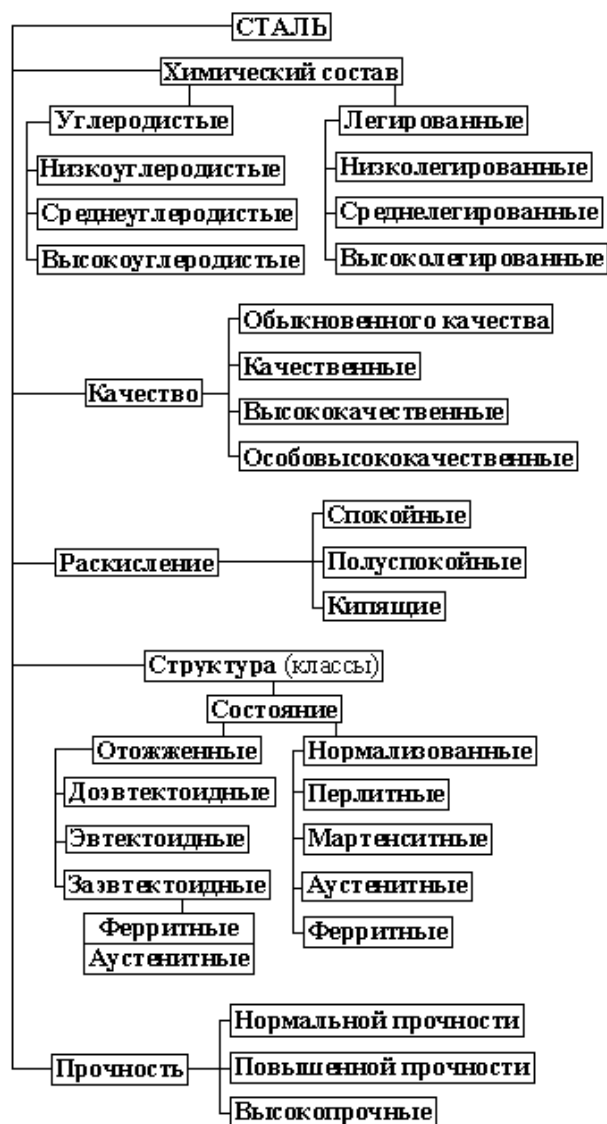 СТАЛЬ
Химический состав
Углеродистые
Низкоуглеродистые
Среднеуглеродистые
Высокоуглеродистые
Легированные
Низколегированные
Среднелегированные
Высоколегированные
Качество
Обыкновенного качества
Качественные
Высококачественные
Особовысококачественные
Раскисление
Спокойные
Полуспокойные
Кипящие
Структура (классы)
Состояние
Отожженные
Доэвтектоидные
Эвтектоидные
Заэвтектоидные
Ферритные
Аустенитные
Нормализованные
Перлитные
Мартенситные
Аустенитные
Ферритные
Прочность
Нормальной прочности
Повышенной прочности
Высокопрочные